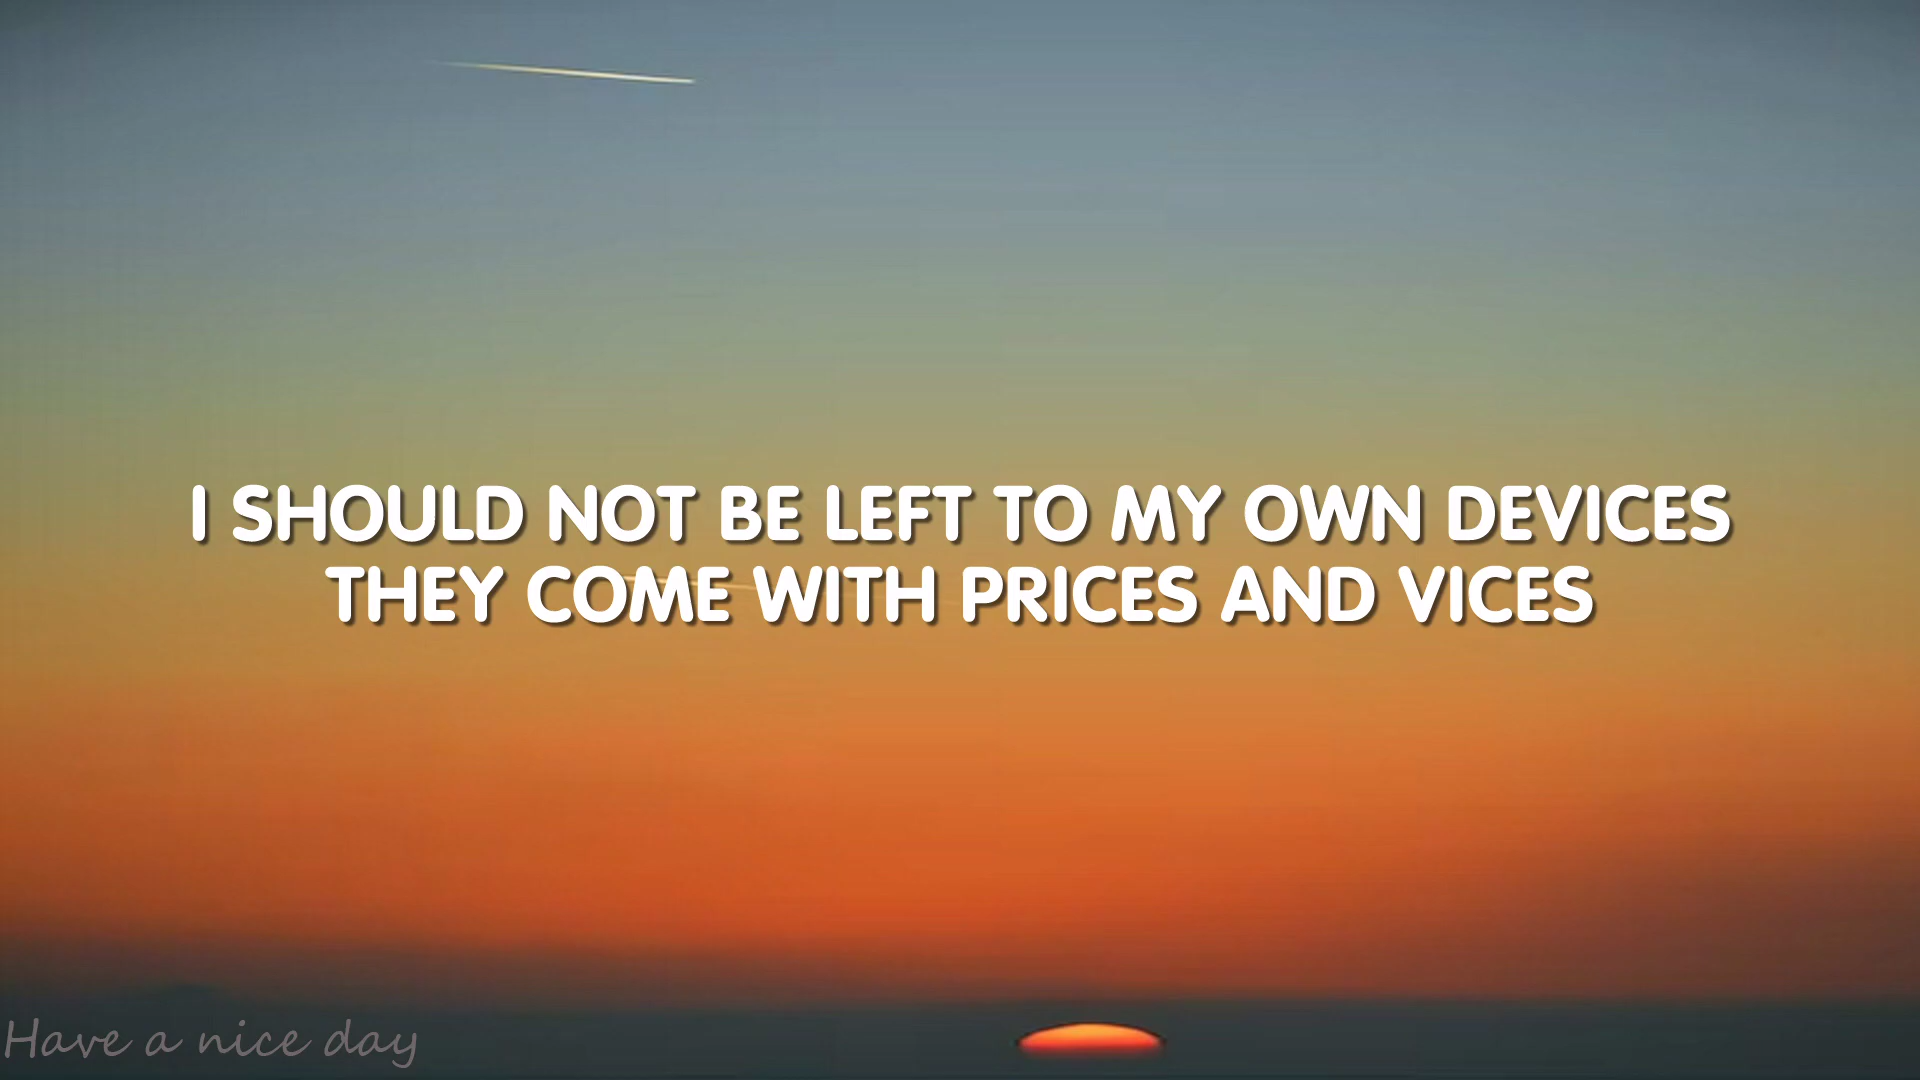 I SHOULD NOT BE LEFT TO MY OWN DEVICES
THEY COME WITH PRICES AND VICES
Have a nice day